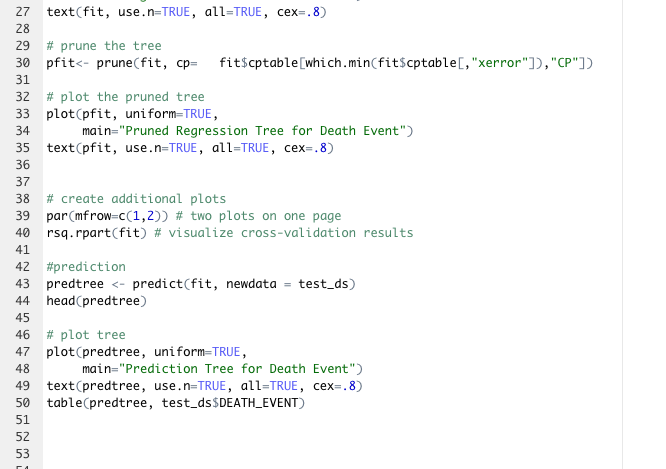 27 text(fit, use.n=TRUE, all=TRUE, cex=.8)
28
29 # prune the tree
30 pfit<- prune(fit, cp=   fit$cptable[which.min(fit$cptable[,"xerror"]),"CP"])
31
32 # plot the pruned tree
33 plot(pfit, uniform=TRUE,
34      main="Pruned Regression Tree for Death Event")
35 text(pfit, use.n=TRUE, all=TRUE, cex=.8)
36
37
38 # create additional plots
39 par(mfrow=c(1,2)) # two plots on one page
40 rsq.rpart(fit) # visualize cross-validation results
41
42 #prediction
43 predtree <- predict(fit, newdata = test_ds)
44 head(predtree)
45
46 # plot tree
47 plot(predtree, uniform=TRUE,
48      main="Prediction Tree for Death Event")
49 text(predtree, use.n=TRUE, all=TRUE, cex=.8)
50 table(predtree, test_ds$DEATH_EVENT)
51
52
53